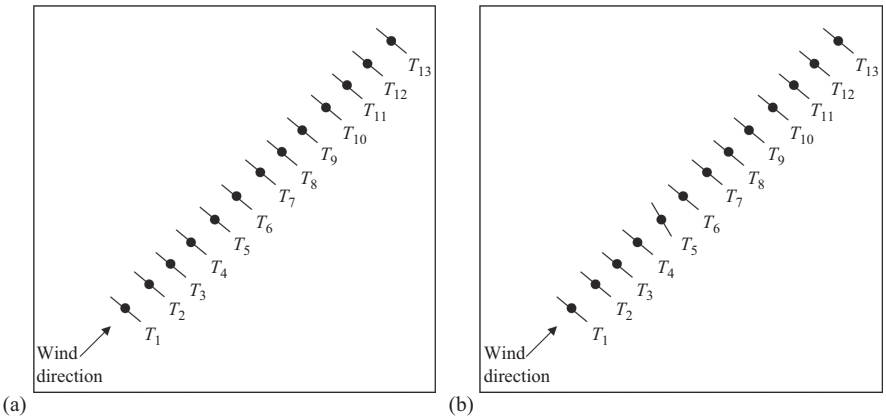 T13
T12
T11
T10
T9
T8
T7
T6
T5
T4
T3
T2
T1
Wind
direction
(a)
T13
T12
T11
T10
T9
T8
T7
T6
T5
T4
T3
T2
T1
Wind
direction
(b)